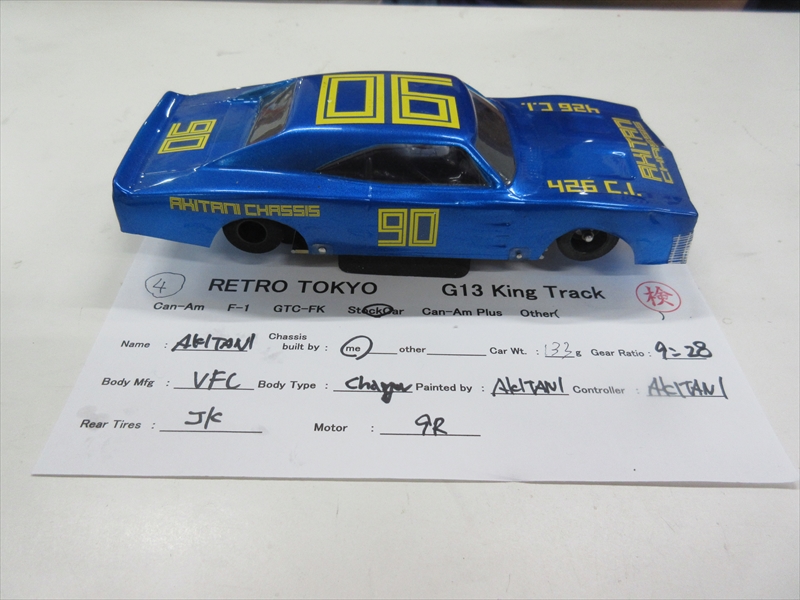 90
90
426 C.I.
AKITANI
CHASSIS
426 C.I.
AKITANI CHASSIS
90
4 RETRO TOKYO G13 King Track 検
Can-Am F-1 GTC-FK StockCar Can-Am Plus Other( )
Name : AKITANI Chassis built by : me other Car Wt. : 133 g Gear Ratio : 9:28
Body Mfg : VFC Body Type : Charger Painted by : AKITANI Controller : AKITANI
Rear Tires : JK Motor : 9R